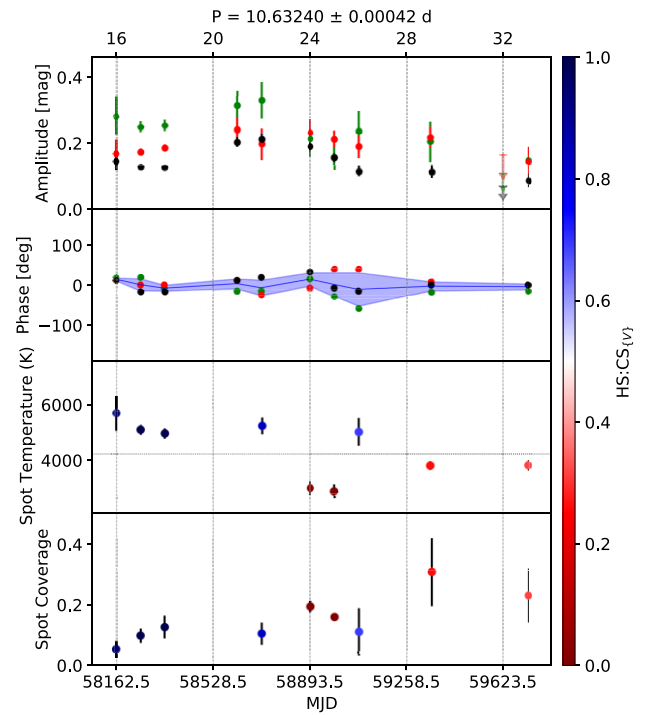 P = 10.63240 ± 0.00042 d
16 20 24 28 32
Amplitude [mag]
0.4
0.2
0.0
Phase [deg]
100
0
−100
Spot Temperature (K)
6000
4000
Spot Coverage
0.4
0.2
0.0
58162.5 58528.5 58893.5 59258.5 59623.5
MJD
1.0
0.8
0.6
0.4
0.2
0.0
HS:CS{V}